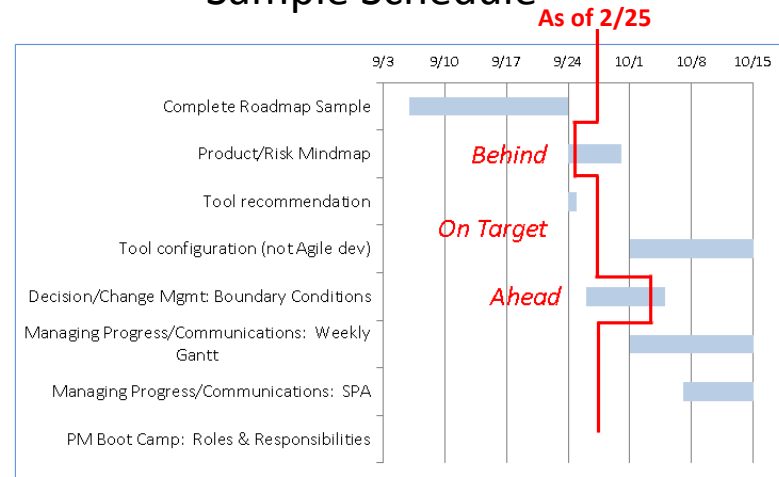 Sample Schedule
As of 2/25
9/3 9/10 9/17 9/24 10/1 10/8 10/15
Complete Roadmap Sample
Product/Risk Mindmap
Behind
Tool recommendation
On Target
Tool configuration (not Agile dev)
Decision/Change Mgmt: Boundary Conditions
Ahead
Managing Progress/Communications: Weekly
Gantt
Managing Progress/Communications: SPA
PM Boot Camp: Roles & Responsibilities